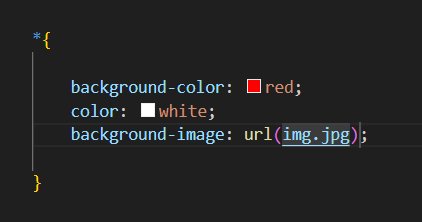 *{
background-color: red;
color: white;
background-image: url(img.jpg);
}